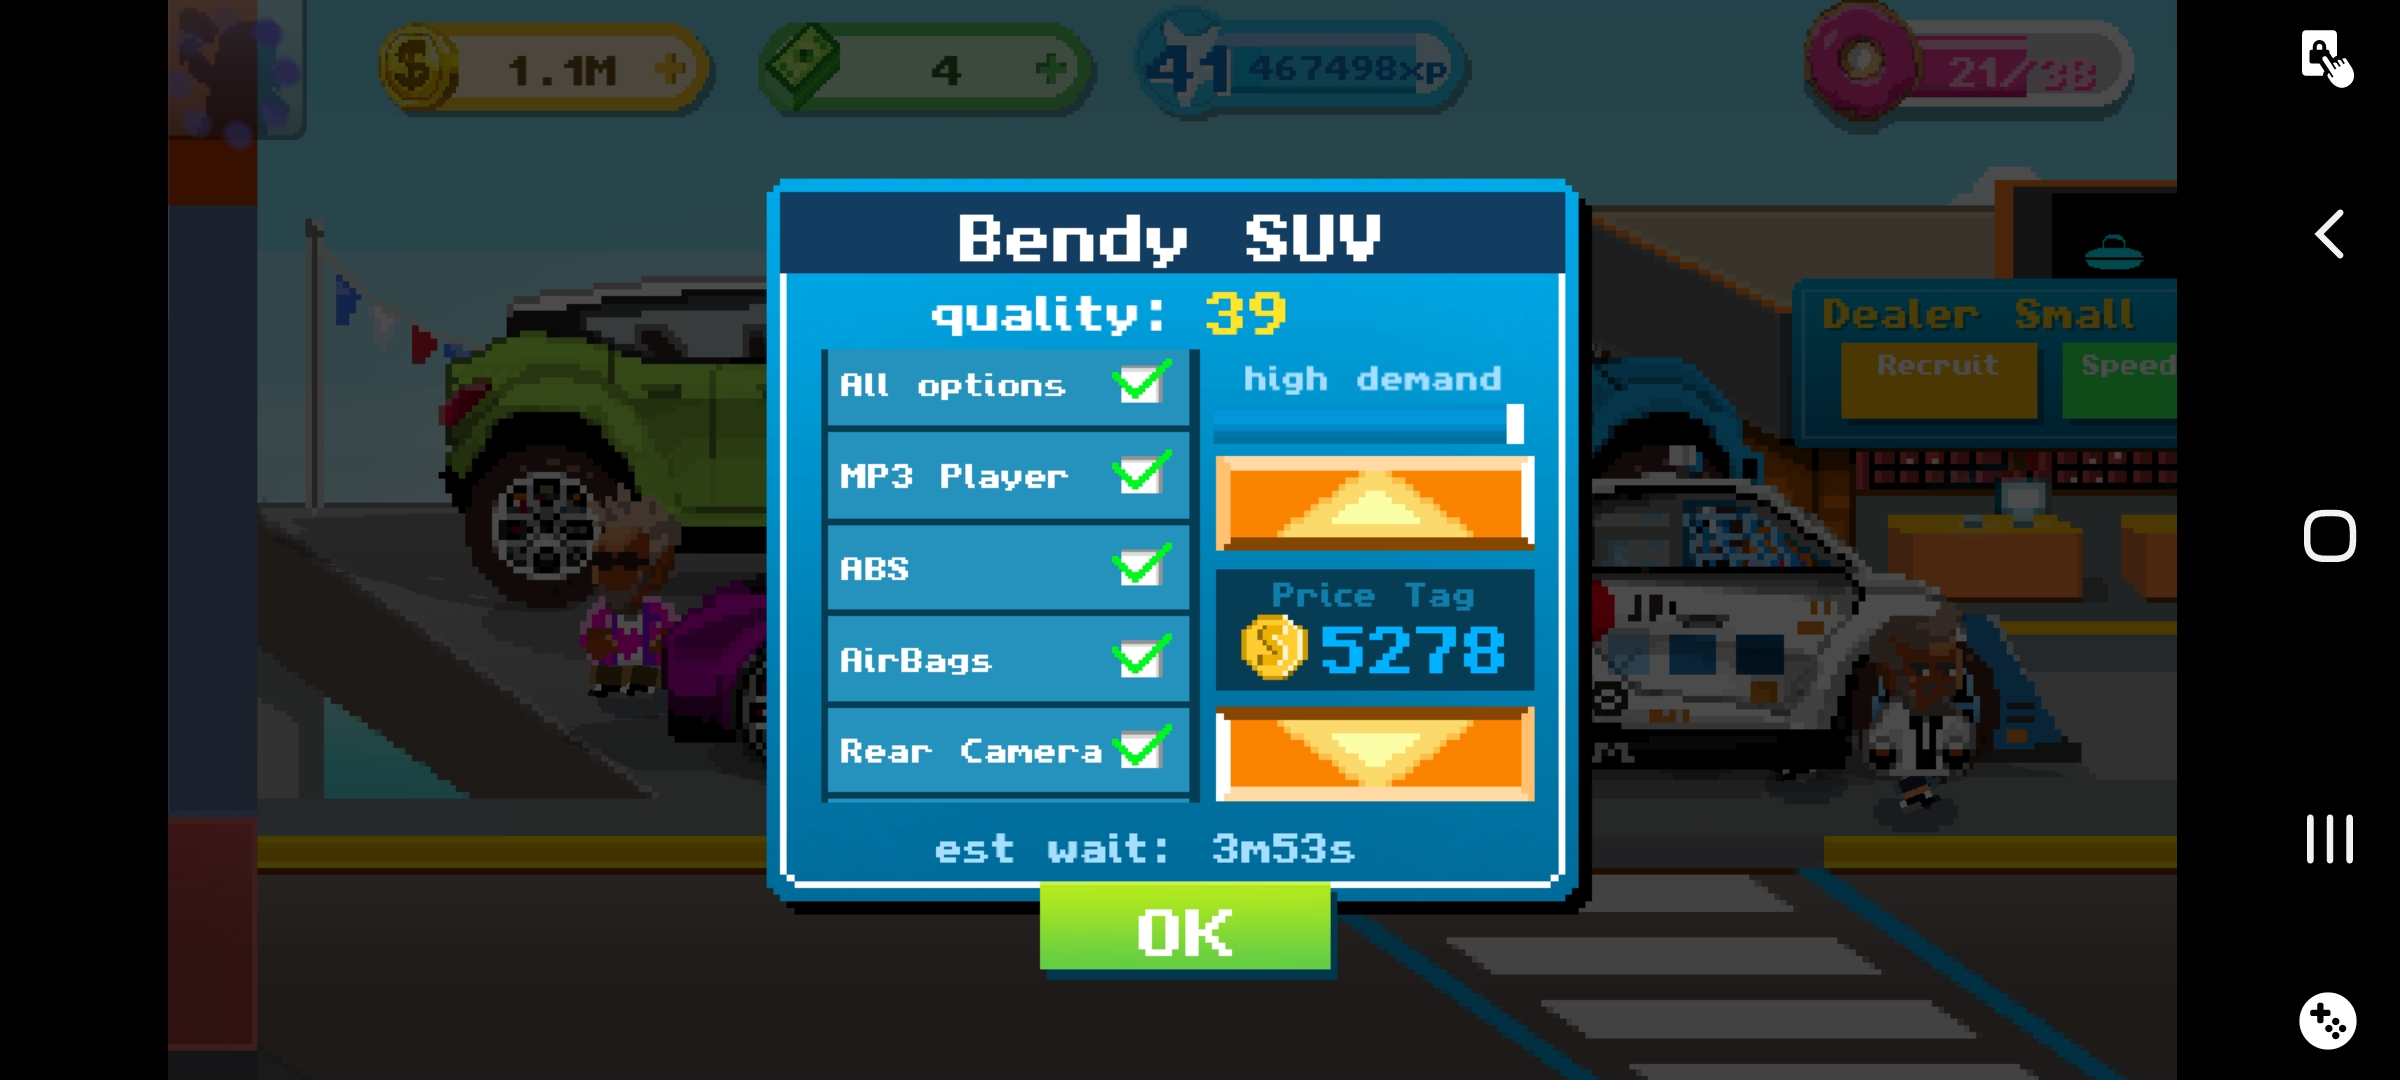 1.1M
4
41 467498xp
21/38
Bendy SUV
quality: 39
All options
MP3 Player
ABS
AirBags
Rear Camera
high demand
Price Tag
5278
est wait: 3m53s
OK
Dealer Small
Recruit
Speed